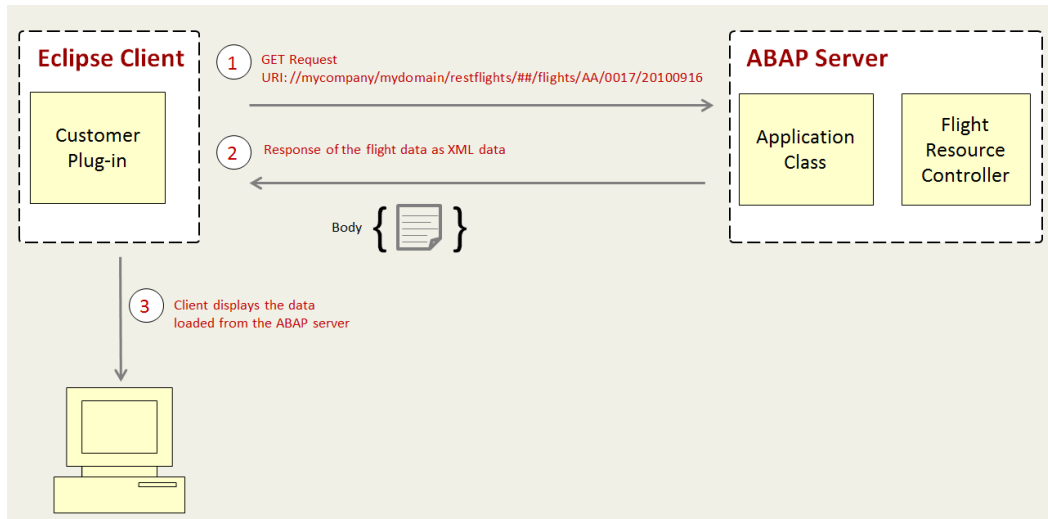 Eclipse Client
Customer
Plug-in
1
GET Request
URI: //mycompany/mydomain/restflights/##/flights/AA/0017/20100916
2
Response of the flight data as XML data
Body { }
ABAP Server
Application
Class
Flight
Resource
Controller
3
Client displays the data
loaded from the ABAP server